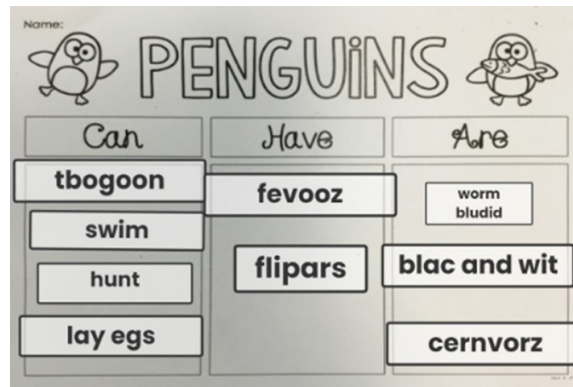 Name:
PENGUiNS
Can
Have
Are
tbogoon
swim
hunt
lay egs
fevooz
flipars
worm
bludid
blac and wit
cernvorz